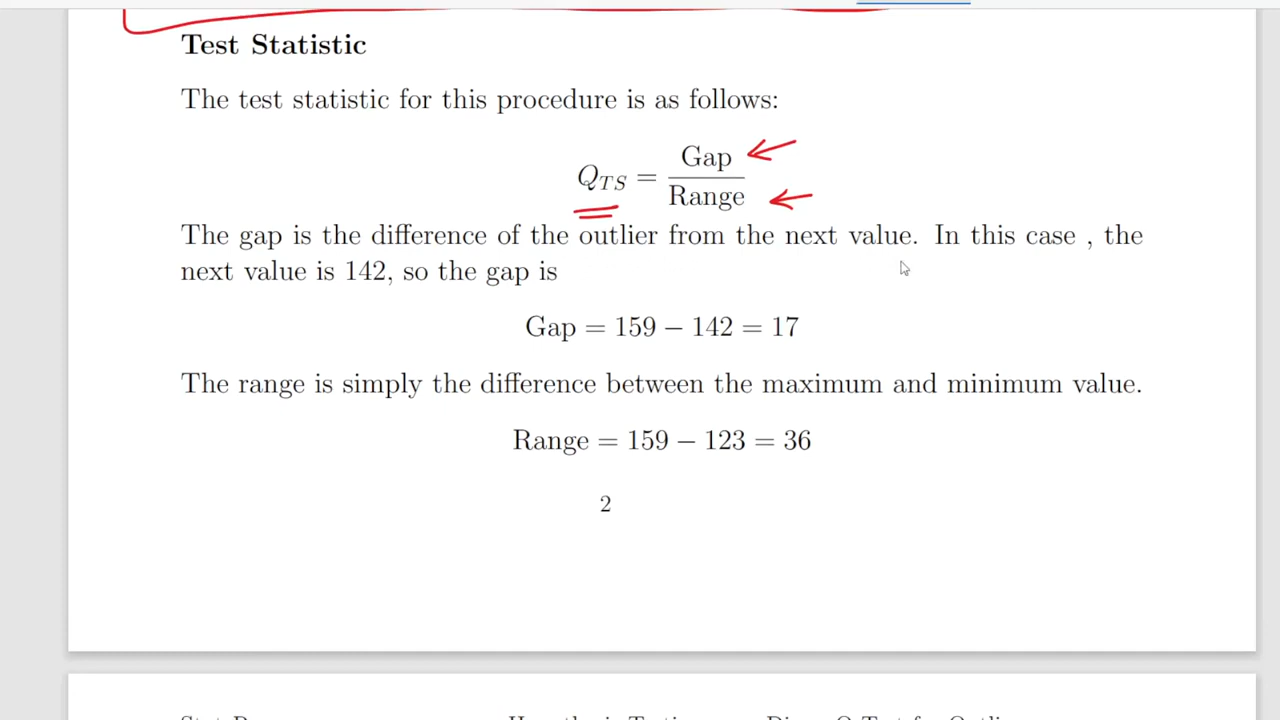 Test Statistic
The test statistic for this procedure is as follows:
Q_{TS} = Gap / Range
The gap is the difference of the outlier from the next value. In this case , the
next value is 142, so the gap is
Gap = 159 − 142 = 17
The range is simply the difference between the maximum and minimum value.
Range = 159 − 123 = 36
2